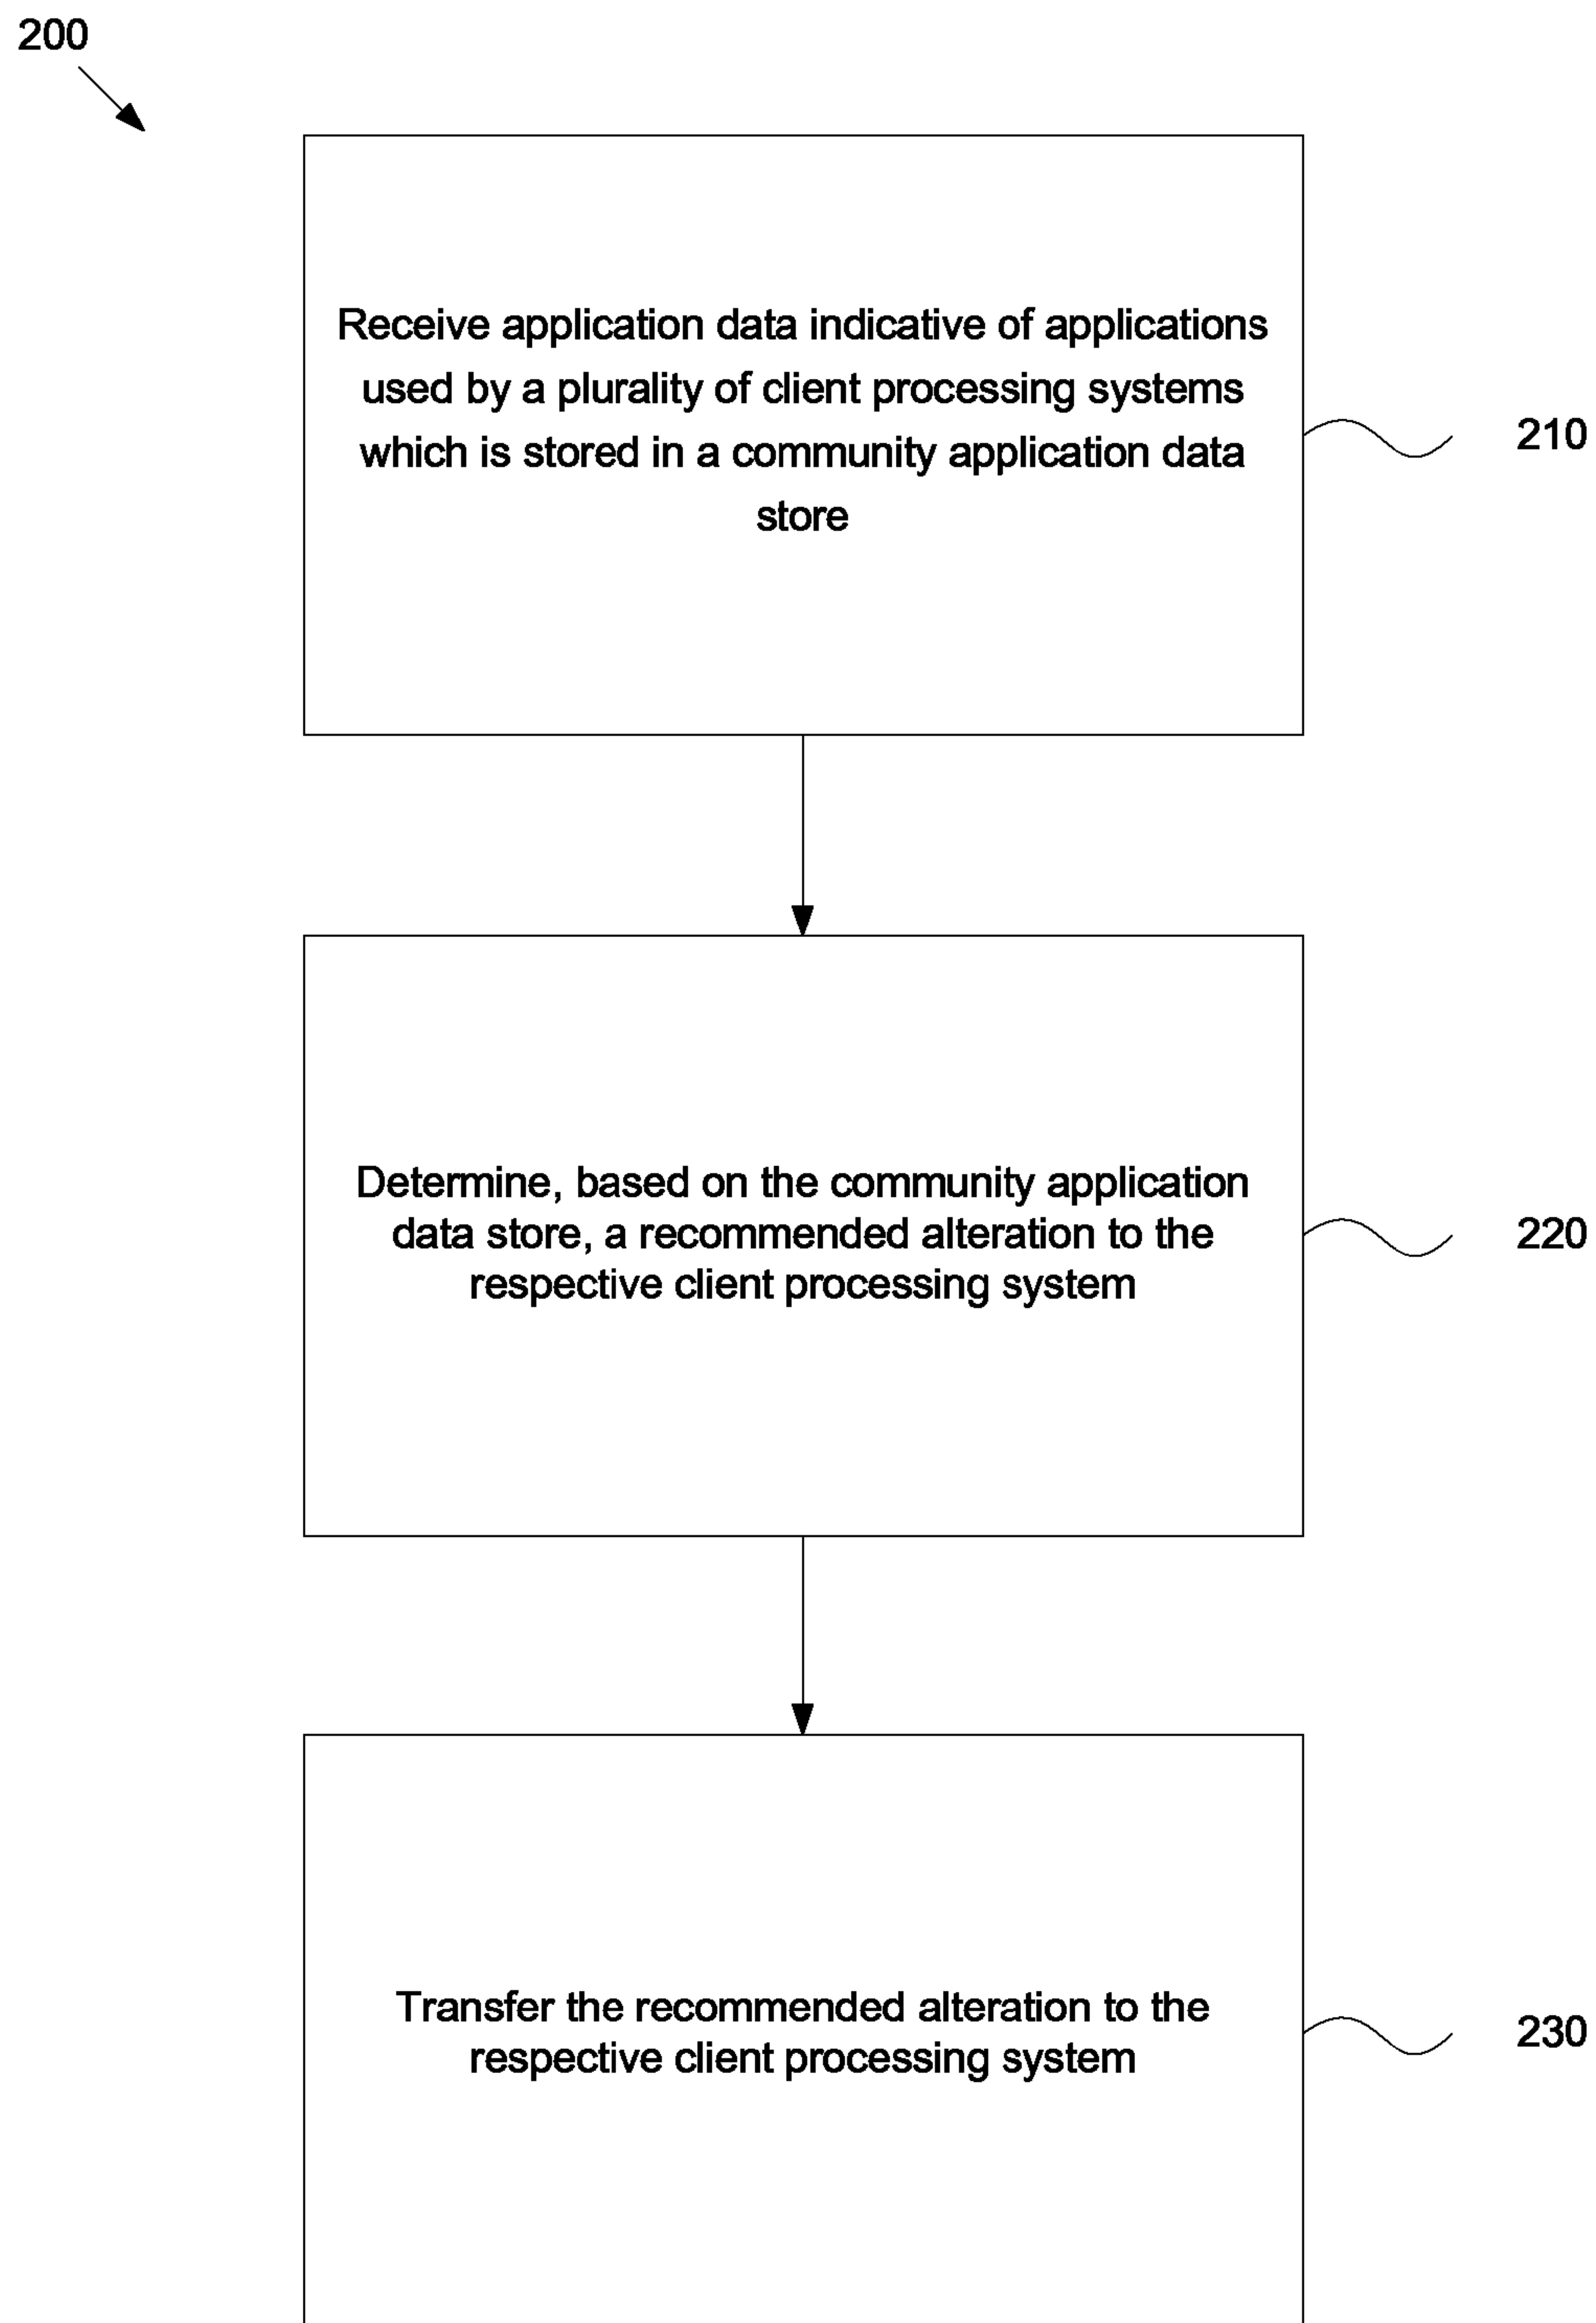 200
Receive application data indicative of applications
used by a plurality of client processing systems
which is stored in a community application data
store
210
Determine, based on the community application
data store, a recommended alteration to the
respective client processing system
220
Transfer the recommended alteration to the
respective client processing system
230